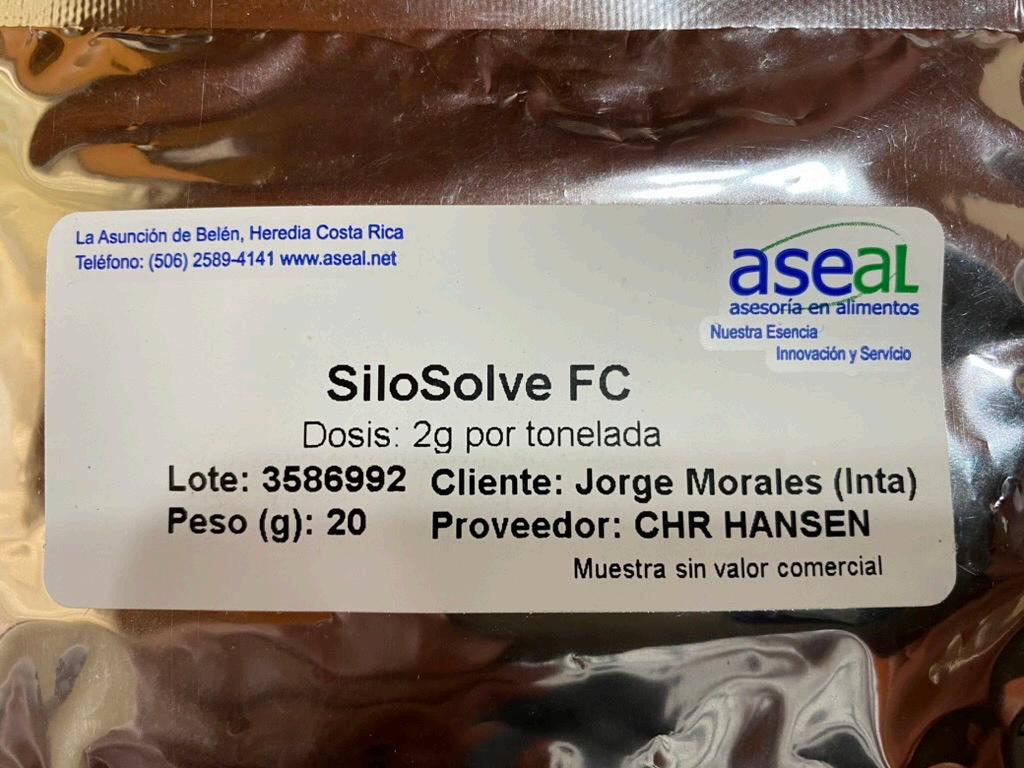 La Asunción de Belén, Heredia Costa Rica
Teléfono: (506) 2589-4141 www.aseal.net
aseal
asesoría en alimentos
Nuestra Esencia
Innovación y Servício
SiloSolve FC
Dosis: 2g por tonelada
Lote: 3586992 Cliente: Jorge Morales (Inta)
Peso (g): 20 Proveedor: CHR HANSEN
Muestra sin valor comercial